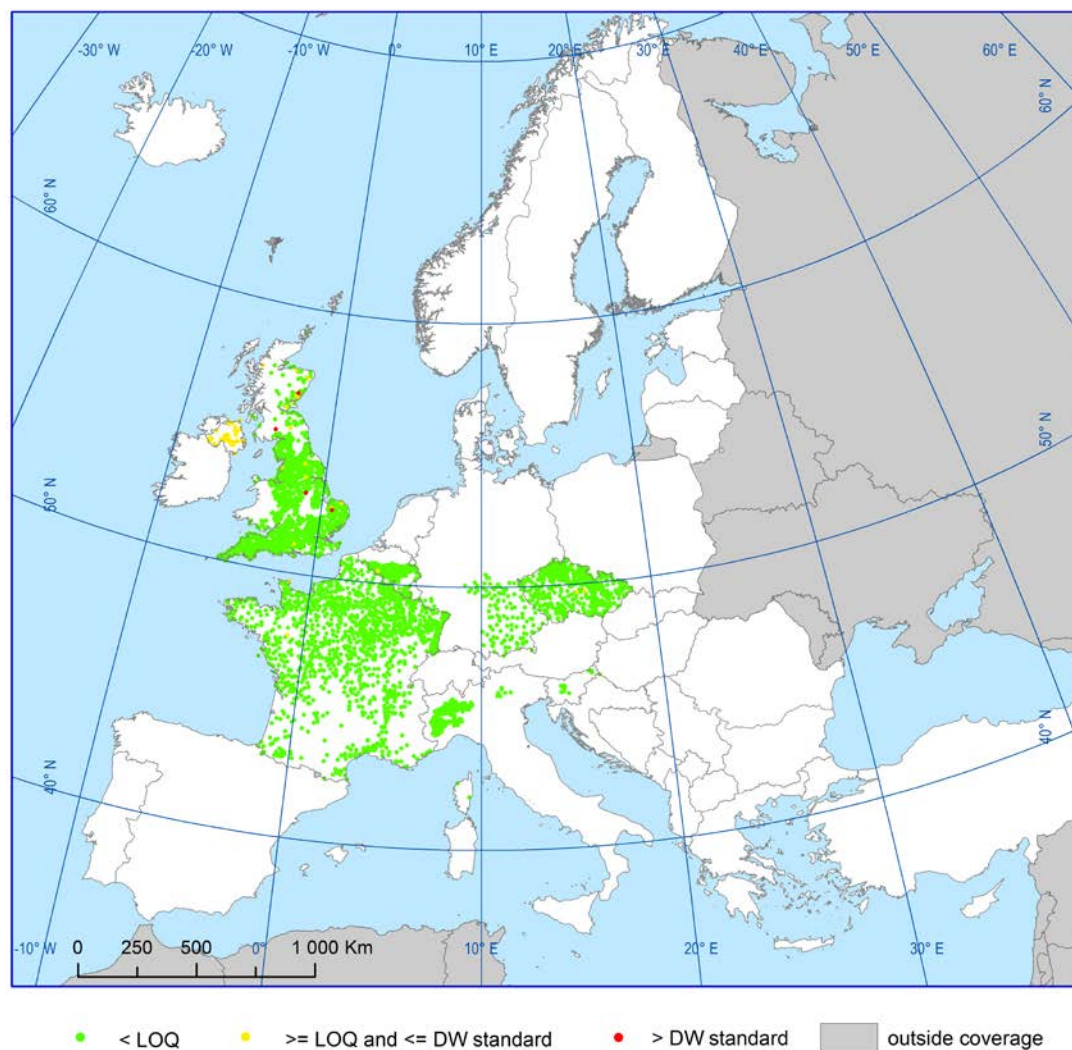 -30° W -20° W -10° W 0° 10° E 20° E 30° E 40° E 50° E 60° E
60° N 60° N
50° N 50° N
40° N 40° N
0 250 500 1 000 Km
-10° W 0° 10° E 20° E 30° E
< LOQ >= LOQ and <= DW standard > DW standard outside coverage